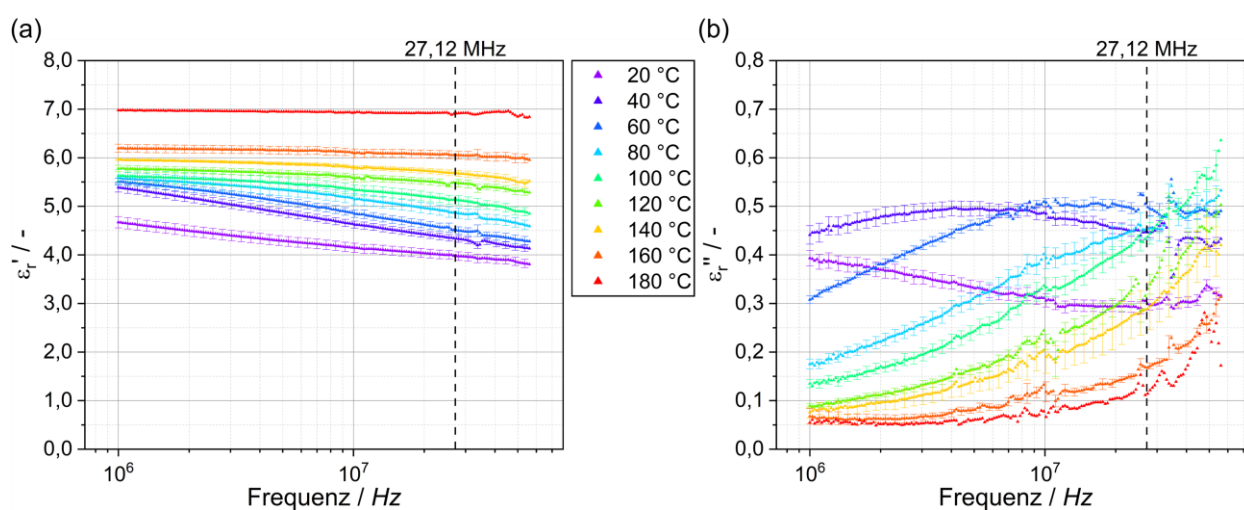 (a)
27,12 MHz
8,0
7,0
6,0
5,0
4,0
3,0
2,0
1,0
0,0
εr' / -
10⁶
10⁷
Frequenz / Hz
20 °C
40 °C
60 °C
80 °C
100 °C
120 °C
140 °C
160 °C
180 °C
(b)
27,12 MHz
0,8
0,7
0,6
0,5
0,4
0,3
0,2
0,1
0,0
εr'' / -
10⁶
10⁷
Frequenz / Hz